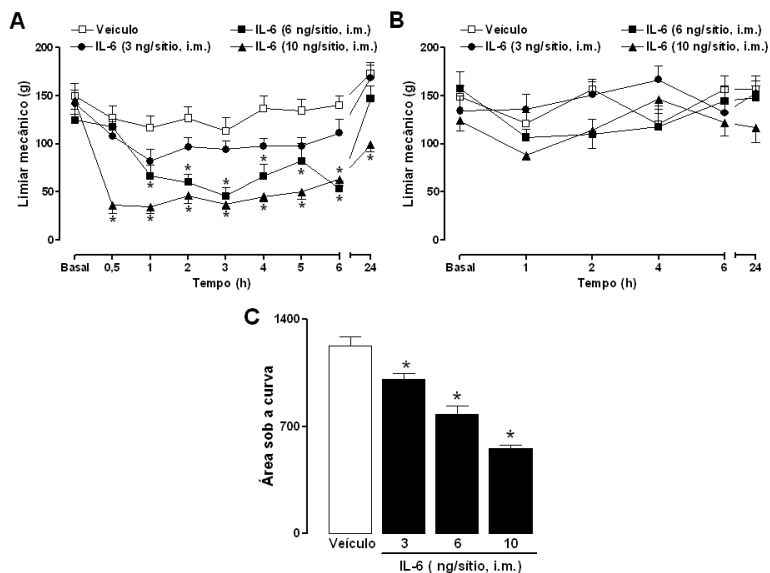 A
Veículo
IL-6 (6 ng/sítio, i.m.)
IL-6 (3 ng/sítio, i.m.)
IL-6 (10 ng/sítio, i.m.)
Limiar mecânico (g)
200
150
100
50
0
* * * * * * * * * * * * * *
Basal 0,5 1 2 3 4 5 6 24
Tempo (h)
B
Veículo
IL-6 (6 ng/sítio, i.m.)
IL-6 (3 ng/sítio, i.m.)
IL-6 (10 ng/sítio, i.m.)
Limiar mecânico (g)
200
150
100
50
0
Basal 1 2 4 6 24
Tempo (h)
C
Área sob a curva
1400
700
0
* * *
Veículo 3 6 10
IL-6 ( ng/sítio, i.m.)